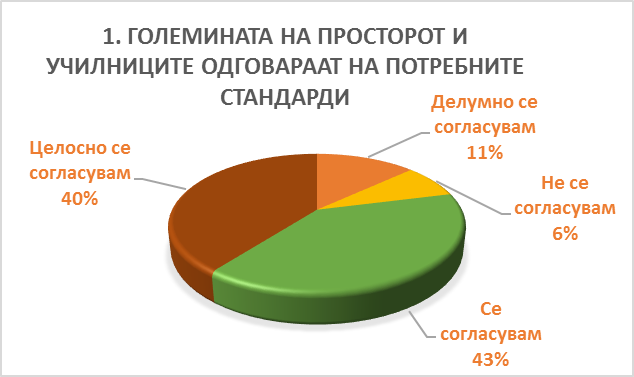 1. ГОЛЕМИНАТА НА ПРОСТОРОТ И
УЧИЛНИЦИТЕ ОДГОВАРААТ НА ПОТРЕБНИТЕ
СТАНДАРДИ
Делумно се
согласувам
11%
Не се
согласувам
6%
Се
согласувам
43%
Целосно се
согласувам
40%